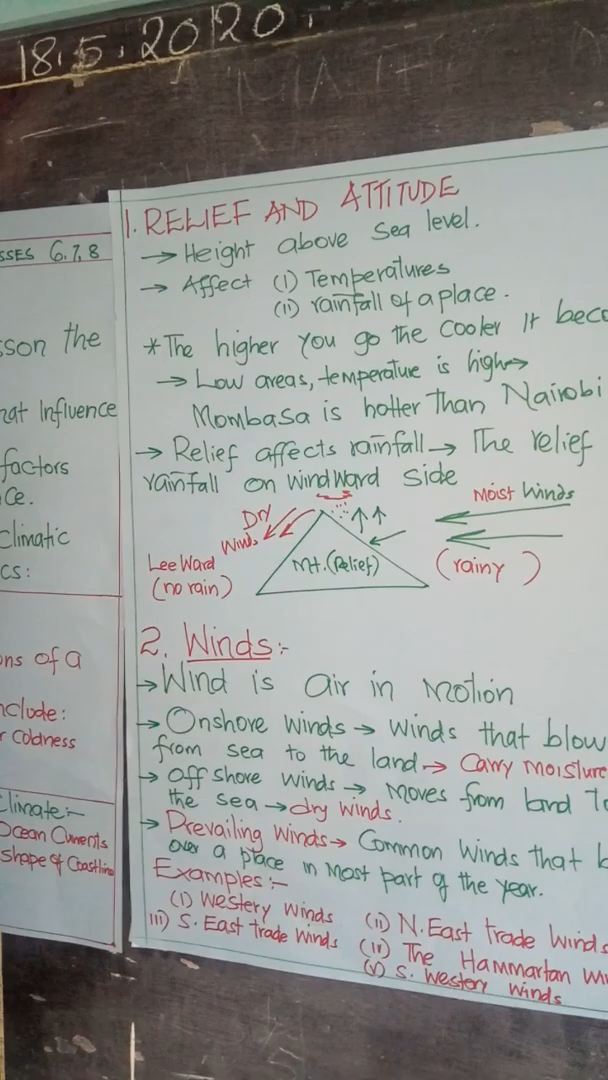 18.5.2020.
SSES 6,7,8
sson the
hat Influence
factors
ce.
Climatic
cs:
ons of a
nclude:
r Coldness
Climate:-
Ocean Currents
shape of Coastline
1. RELIEF AND ATTITUDE
→ Height above sea level.
→ Affect (i) Temperatures
(ii) rainfall of a place.
*The higher you go the cooler it beco
→ Low areas, temperature is high→
Mombasa is hotter than Nairobi
→ Relief affects rainfall → The relief
rainfall on windward side
Dry
Winds
Moist Winds
LeeWard
(no rain)
Mt. (Relief)
(rainy )
2. Winds:-
→ Wind is air in motion
→ Onshore winds → winds that blow
from sea to the land → Carry moisture
→ Off shore winds → Moves from land to
the sea → dry winds.
→ Prevailing winds → Common winds that b
over a place in most part of the year.
Examples:-
(i) Westery winds
(ii) N. East trade winds
iii) S. East trade winds
(iv) The Hammartan wi
(v) S. Western winds